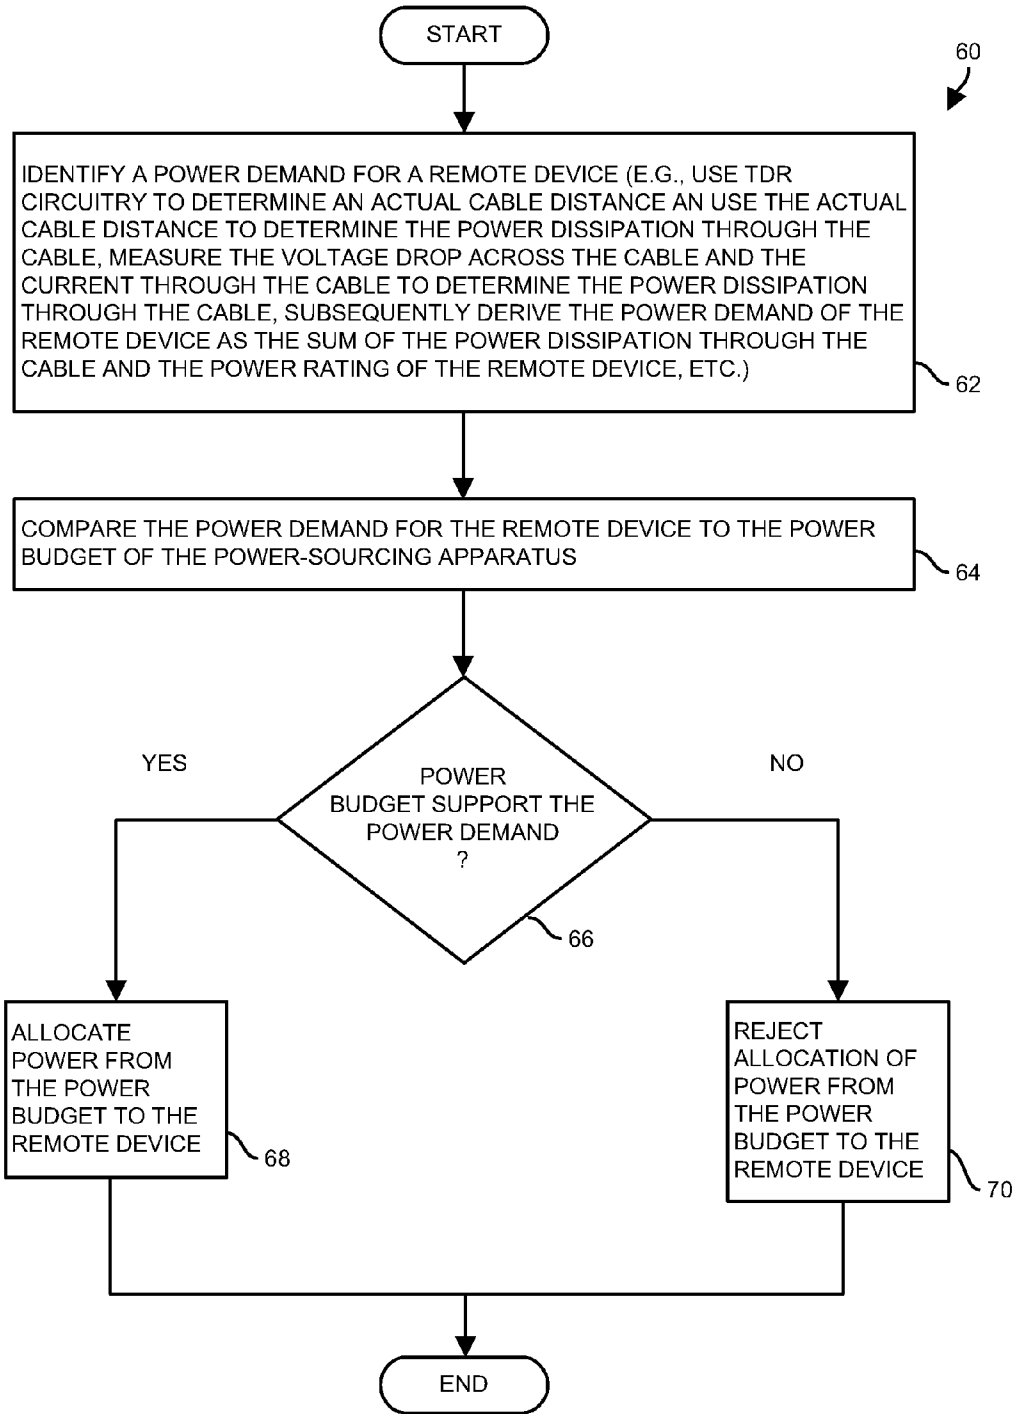 START
60
IDENTIFY A POWER DEMAND FOR A REMOTE DEVICE (E.G., USE TDR
CIRCUITRY TO DETERMINE AN ACTUAL CABLE DISTANCE AN USE THE ACTUAL
CABLE DISTANCE TO DETERMINE THE POWER DISSIPATION THROUGH THE
CABLE, MEASURE THE VOLTAGE DROP ACROSS THE CABLE AND THE
CURRENT THROUGH THE CABLE TO DETERMINE THE POWER DISSIPATION
THROUGH THE CABLE, SUBSEQUENTLY DERIVE THE POWER DEMAND OF THE
REMOTE DEVICE AS THE SUM OF THE POWER DISSIPATION THROUGH THE
CABLE AND THE POWER RATING OF THE REMOTE DEVICE, ETC.)
62
COMPARE THE POWER DEMAND FOR THE REMOTE DEVICE TO THE POWER
BUDGET OF THE POWER-SOURCING APPARATUS
64
YES
NO
POWER
BUDGET SUPPORT THE
POWER DEMAND
?
66
ALLOCATE
POWER FROM
THE POWER
BUDGET TO THE
REMOTE DEVICE
68
REJECT
ALLOCATION OF
POWER FROM
THE POWER
BUDGET TO THE
REMOTE DEVICE
70
END